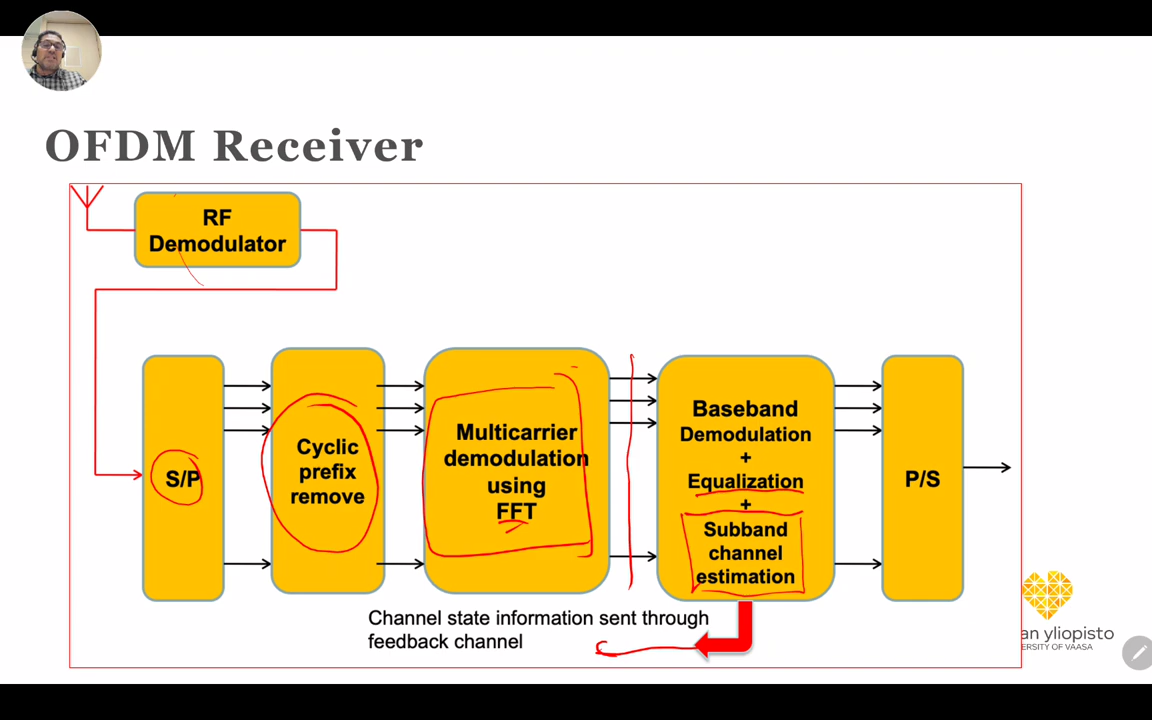 OFDM Receiver
RF
Demodulator
S/P
Cyclic
prefix
remove
Multicarrier
demodulation
using
FFT
Baseband
Demodulation
+
Equalization
+
Subband
channel
estimation
P/S
Channel state information sent through
feedback channel
an yliopisto
ERSITY OF VAASA